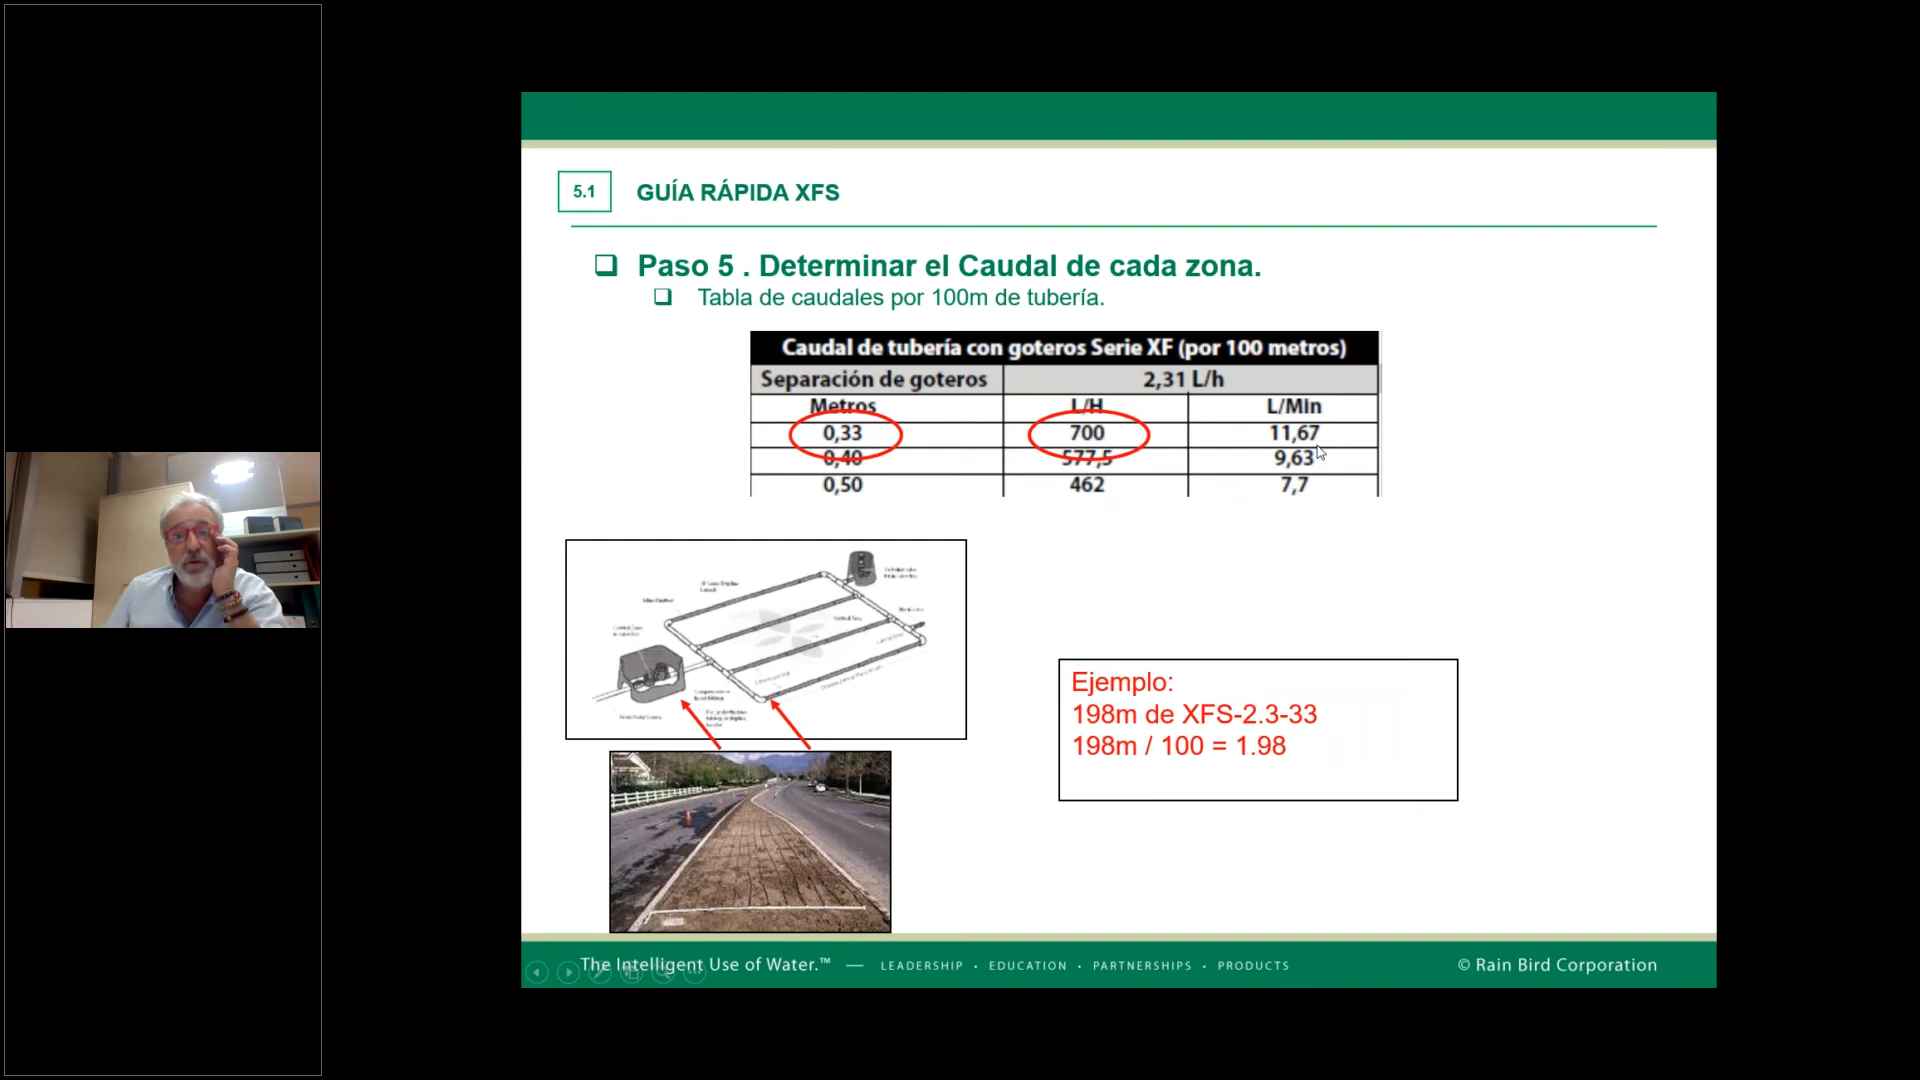 5.1
GUÍA RÁPIDA XFS
Paso 5 . Determinar el Caudal de cada zona.
Tabla de caudales por 100m de tubería.
Caudal de tubería con goteros Serie XF (por 100 metros)
Separación de goteros 2,31 L/h
Metros L/H L/Min
0,33 700 11,67
0,40 577,5 9,63
0,50 462 7,7
Ejemplo:
198m de XFS-2.3-33
198m / 100 = 1.98
The Intelligent Use of Water.™ — LEADERSHIP • EDUCATION • PARTNERSHIPS • PRODUCTS
© Rain Bird Corporation